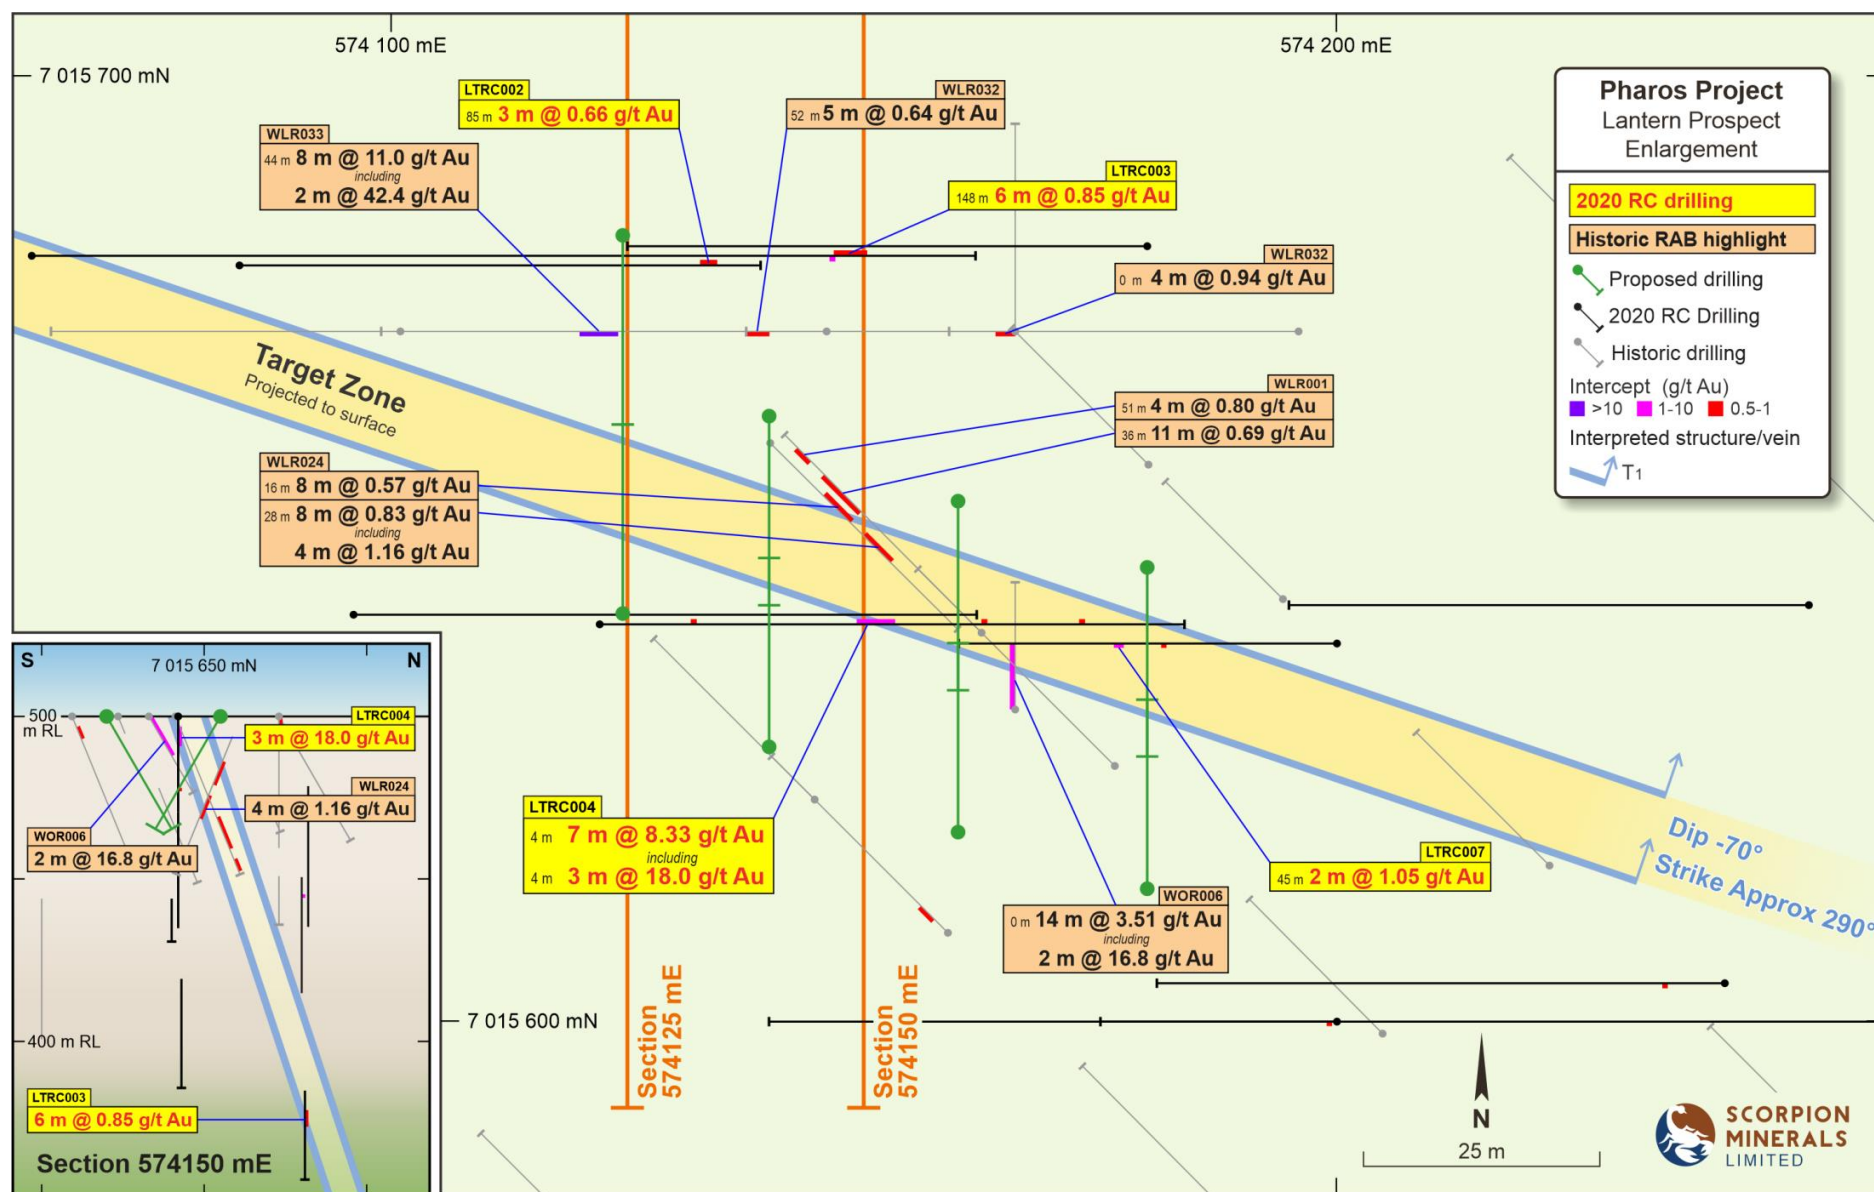 574 100 mE
574 200 mE
7 015 700 mN
LTRC002
85 m 3 m @ 0.66 g/t Au
WLR032
52 m 5 m @ 0.64 g/t Au
WLR033
44 m 8 m @ 11.0 g/t Au
including
2 m @ 42.4 g/t Au
LTRC003
148 m 6 m @ 0.85 g/t Au
WLR032
0 m 4 m @ 0.94 g/t Au
Pharos Project
Lantern Prospect
Enlargement
2020 RC drilling
Historic RAB highlight
Proposed drilling
2020 RC Drilling
Historic drilling
Intercept (g/t Au)
>10 1-10 0.5-1
Interpreted structure/vein
T1
Target Zone
Projected to surface
WLR001
51 m 4 m @ 0.80 g/t Au
36 m 11 m @ 0.69 g/t Au
WLR024
16 m 8 m @ 0.57 g/t Au
28 m 8 m @ 0.83 g/t Au
including
4 m @ 1.16 g/t Au
LTRC004
4 m 7 m @ 8.33 g/t Au
including
4 m 3 m @ 18.0 g/t Au
LTRC007
45 m 2 m @ 1.05 g/t Au
WOR006
0 m 14 m @ 3.51 g/t Au
including
2 m @ 16.8 g/t Au
Dip -70°
Strike Approx 290°
Section
574125 mE
Section
574150 mE
7 015 600 mN
S
7 015 650 mN
N
500
m RL
LTRC004
3 m @ 18.0 g/t Au
WLR024
4 m @ 1.16 g/t Au
WOR006
2 m @ 16.8 g/t Au
400 m RL
LTRC003
6 m @ 0.85 g/t Au
Section 574150 mE
N
25 m
SCORPION
MINERALS
LIMITED